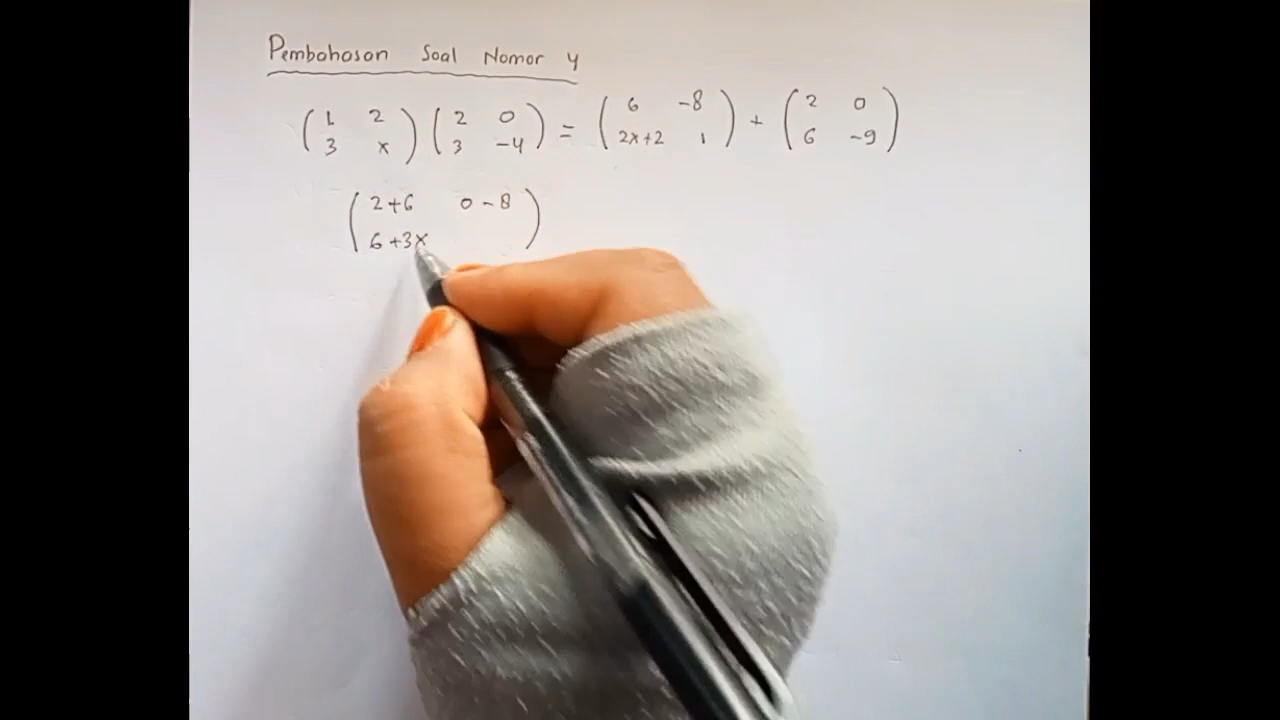 Pembahasan Soal Nomor 4
( 1 2 ) ( 2 0 ) = ( 6 -8 ) + ( 2 0 )
( 3 x ) ( 3 -4 ) ( 2x+2 1 ) ( 6 -9 )
( 2+6 0-8 )
( 6+3x )